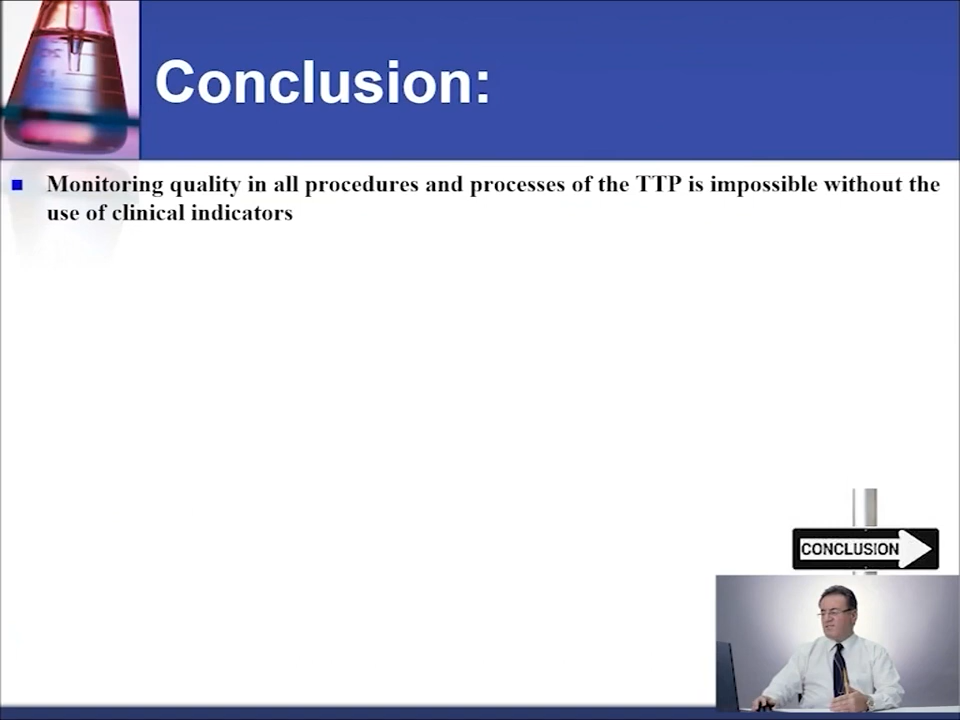 Conclusion:
Monitoring quality in all procedures and processes of the TTP is impossible without the
use of clinical indicators
CONCLUSION